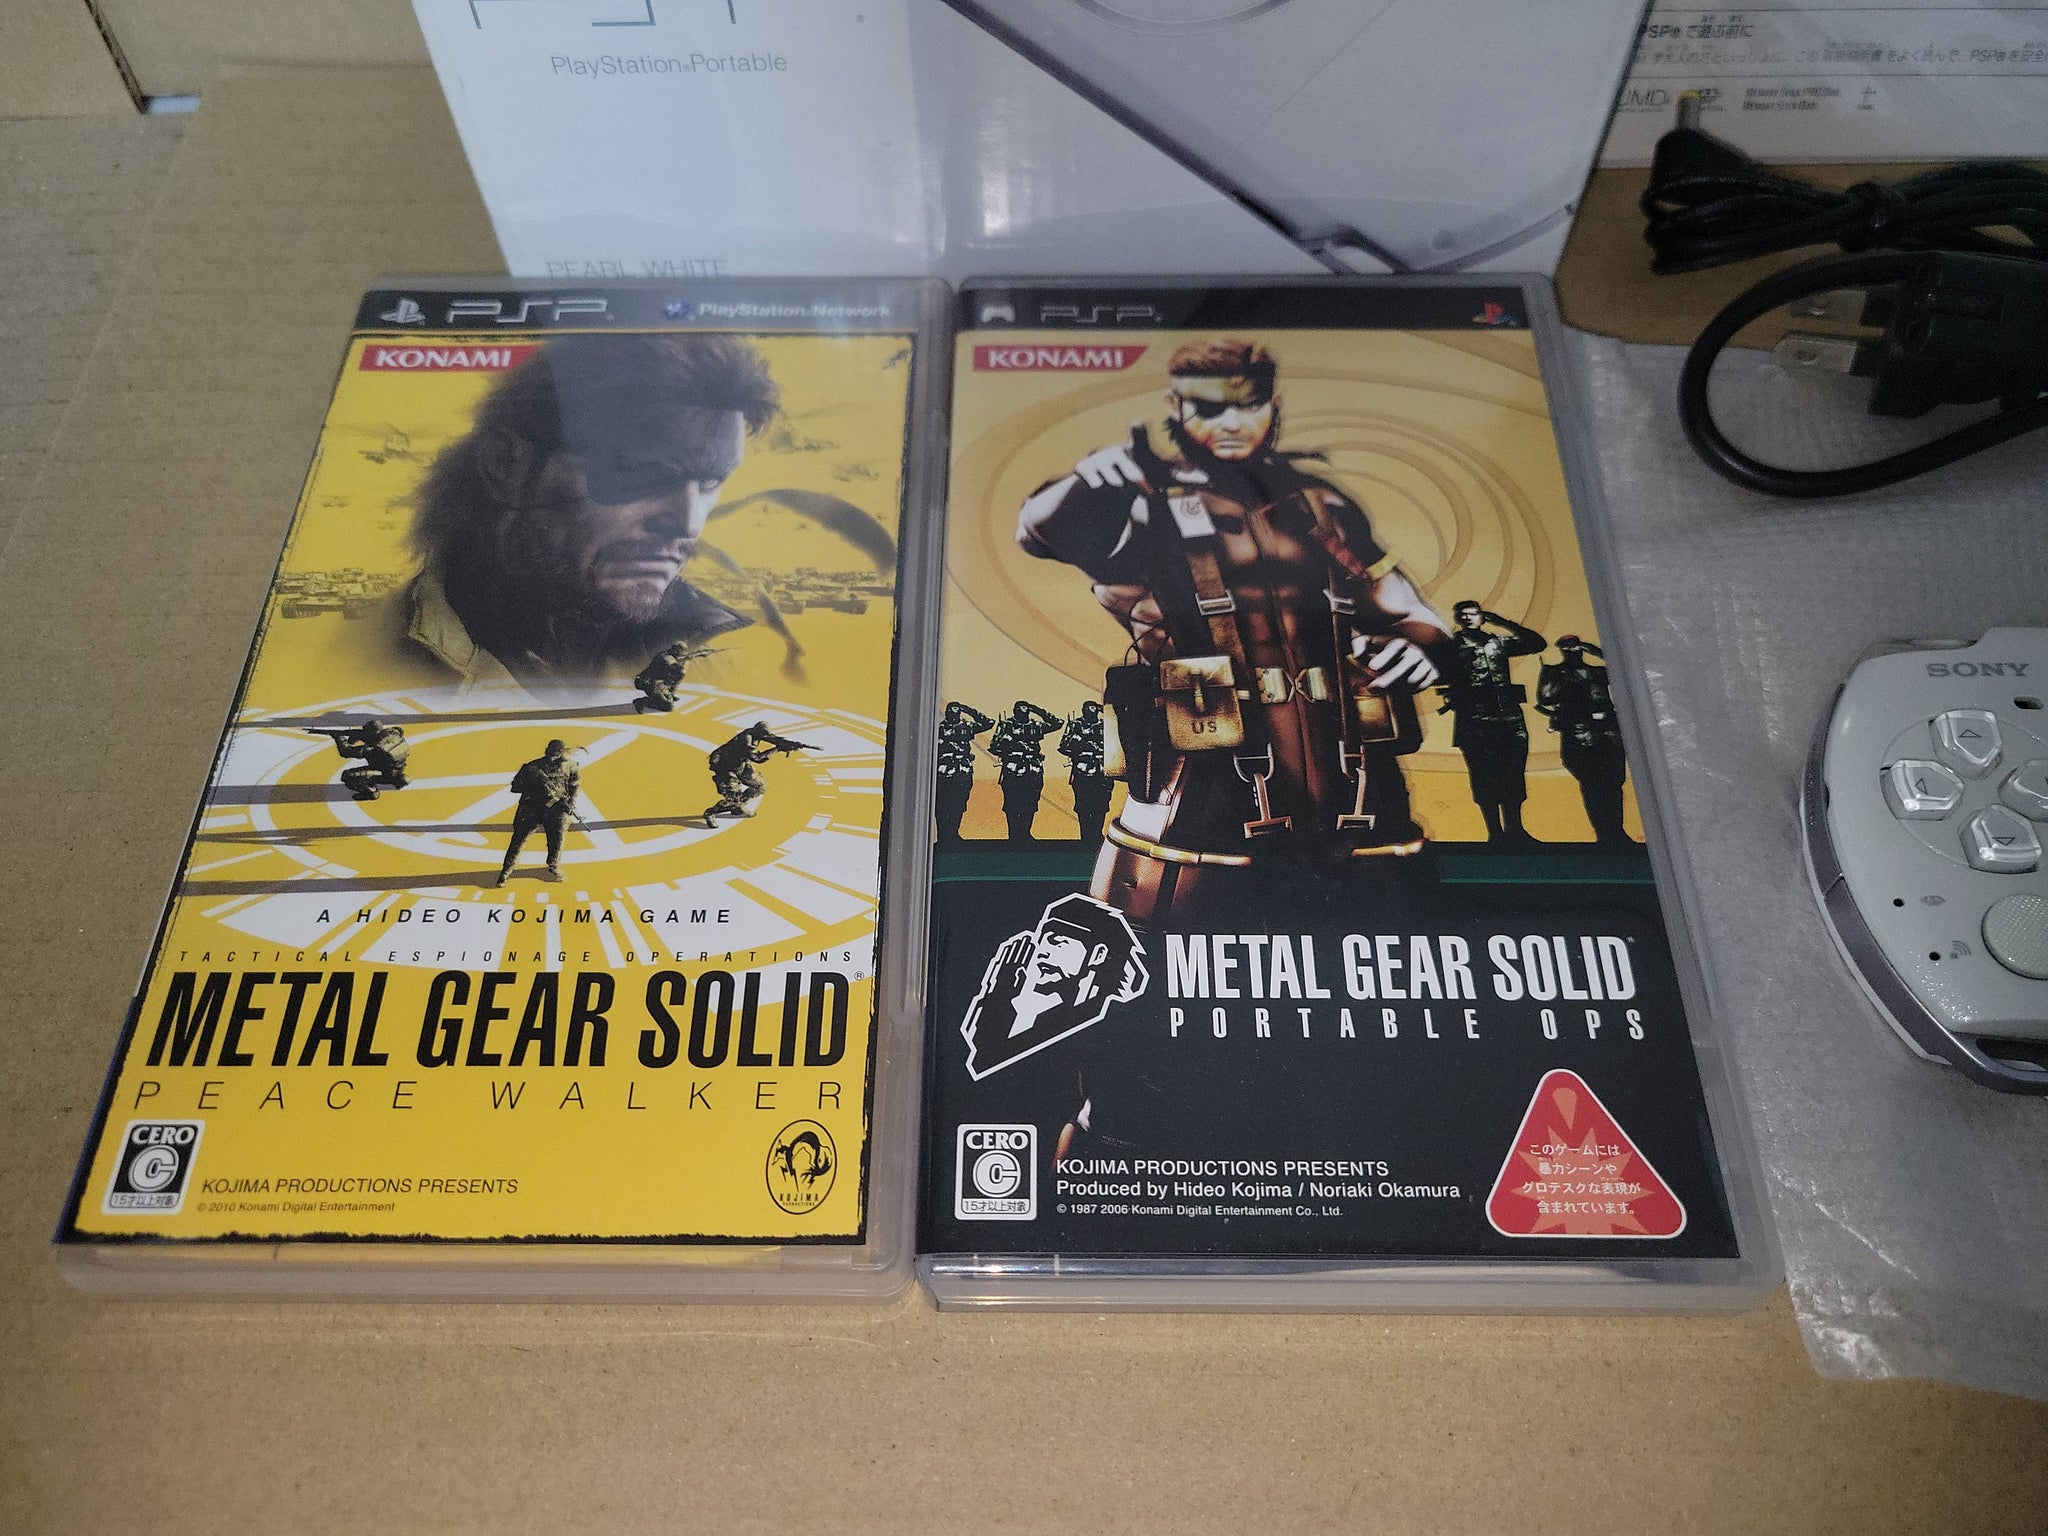 PlayStation®Portable
PEARL WHITE
PSP® で遊ぶ前に
PSP
PlayStation®Network
KONAMI
A HIDEO KOJIMA GAME
TACTICAL ESPIONAGE OPERATIONS
METAL GEAR SOLID®
PEACE WALKER
CERO
C
15才以上対象
KOJIMA PRODUCTIONS PRESENTS
© 2010 Konami Digital Entertainment
KOJIMA
PRODUCTIONS
PSP
KONAMI
US
METAL GEAR SOLID®
PORTABLE OPS
CERO
C
15才以上対象
KOJIMA PRODUCTIONS PRESENTS
Produced by Hideo Kojima / Noriaki Okamura
© 1987 2006 Konami Digital Entertainment Co., Ltd.
このゲームには
暴力シーンや
グロテスクな表現が
含まれています。
SONY